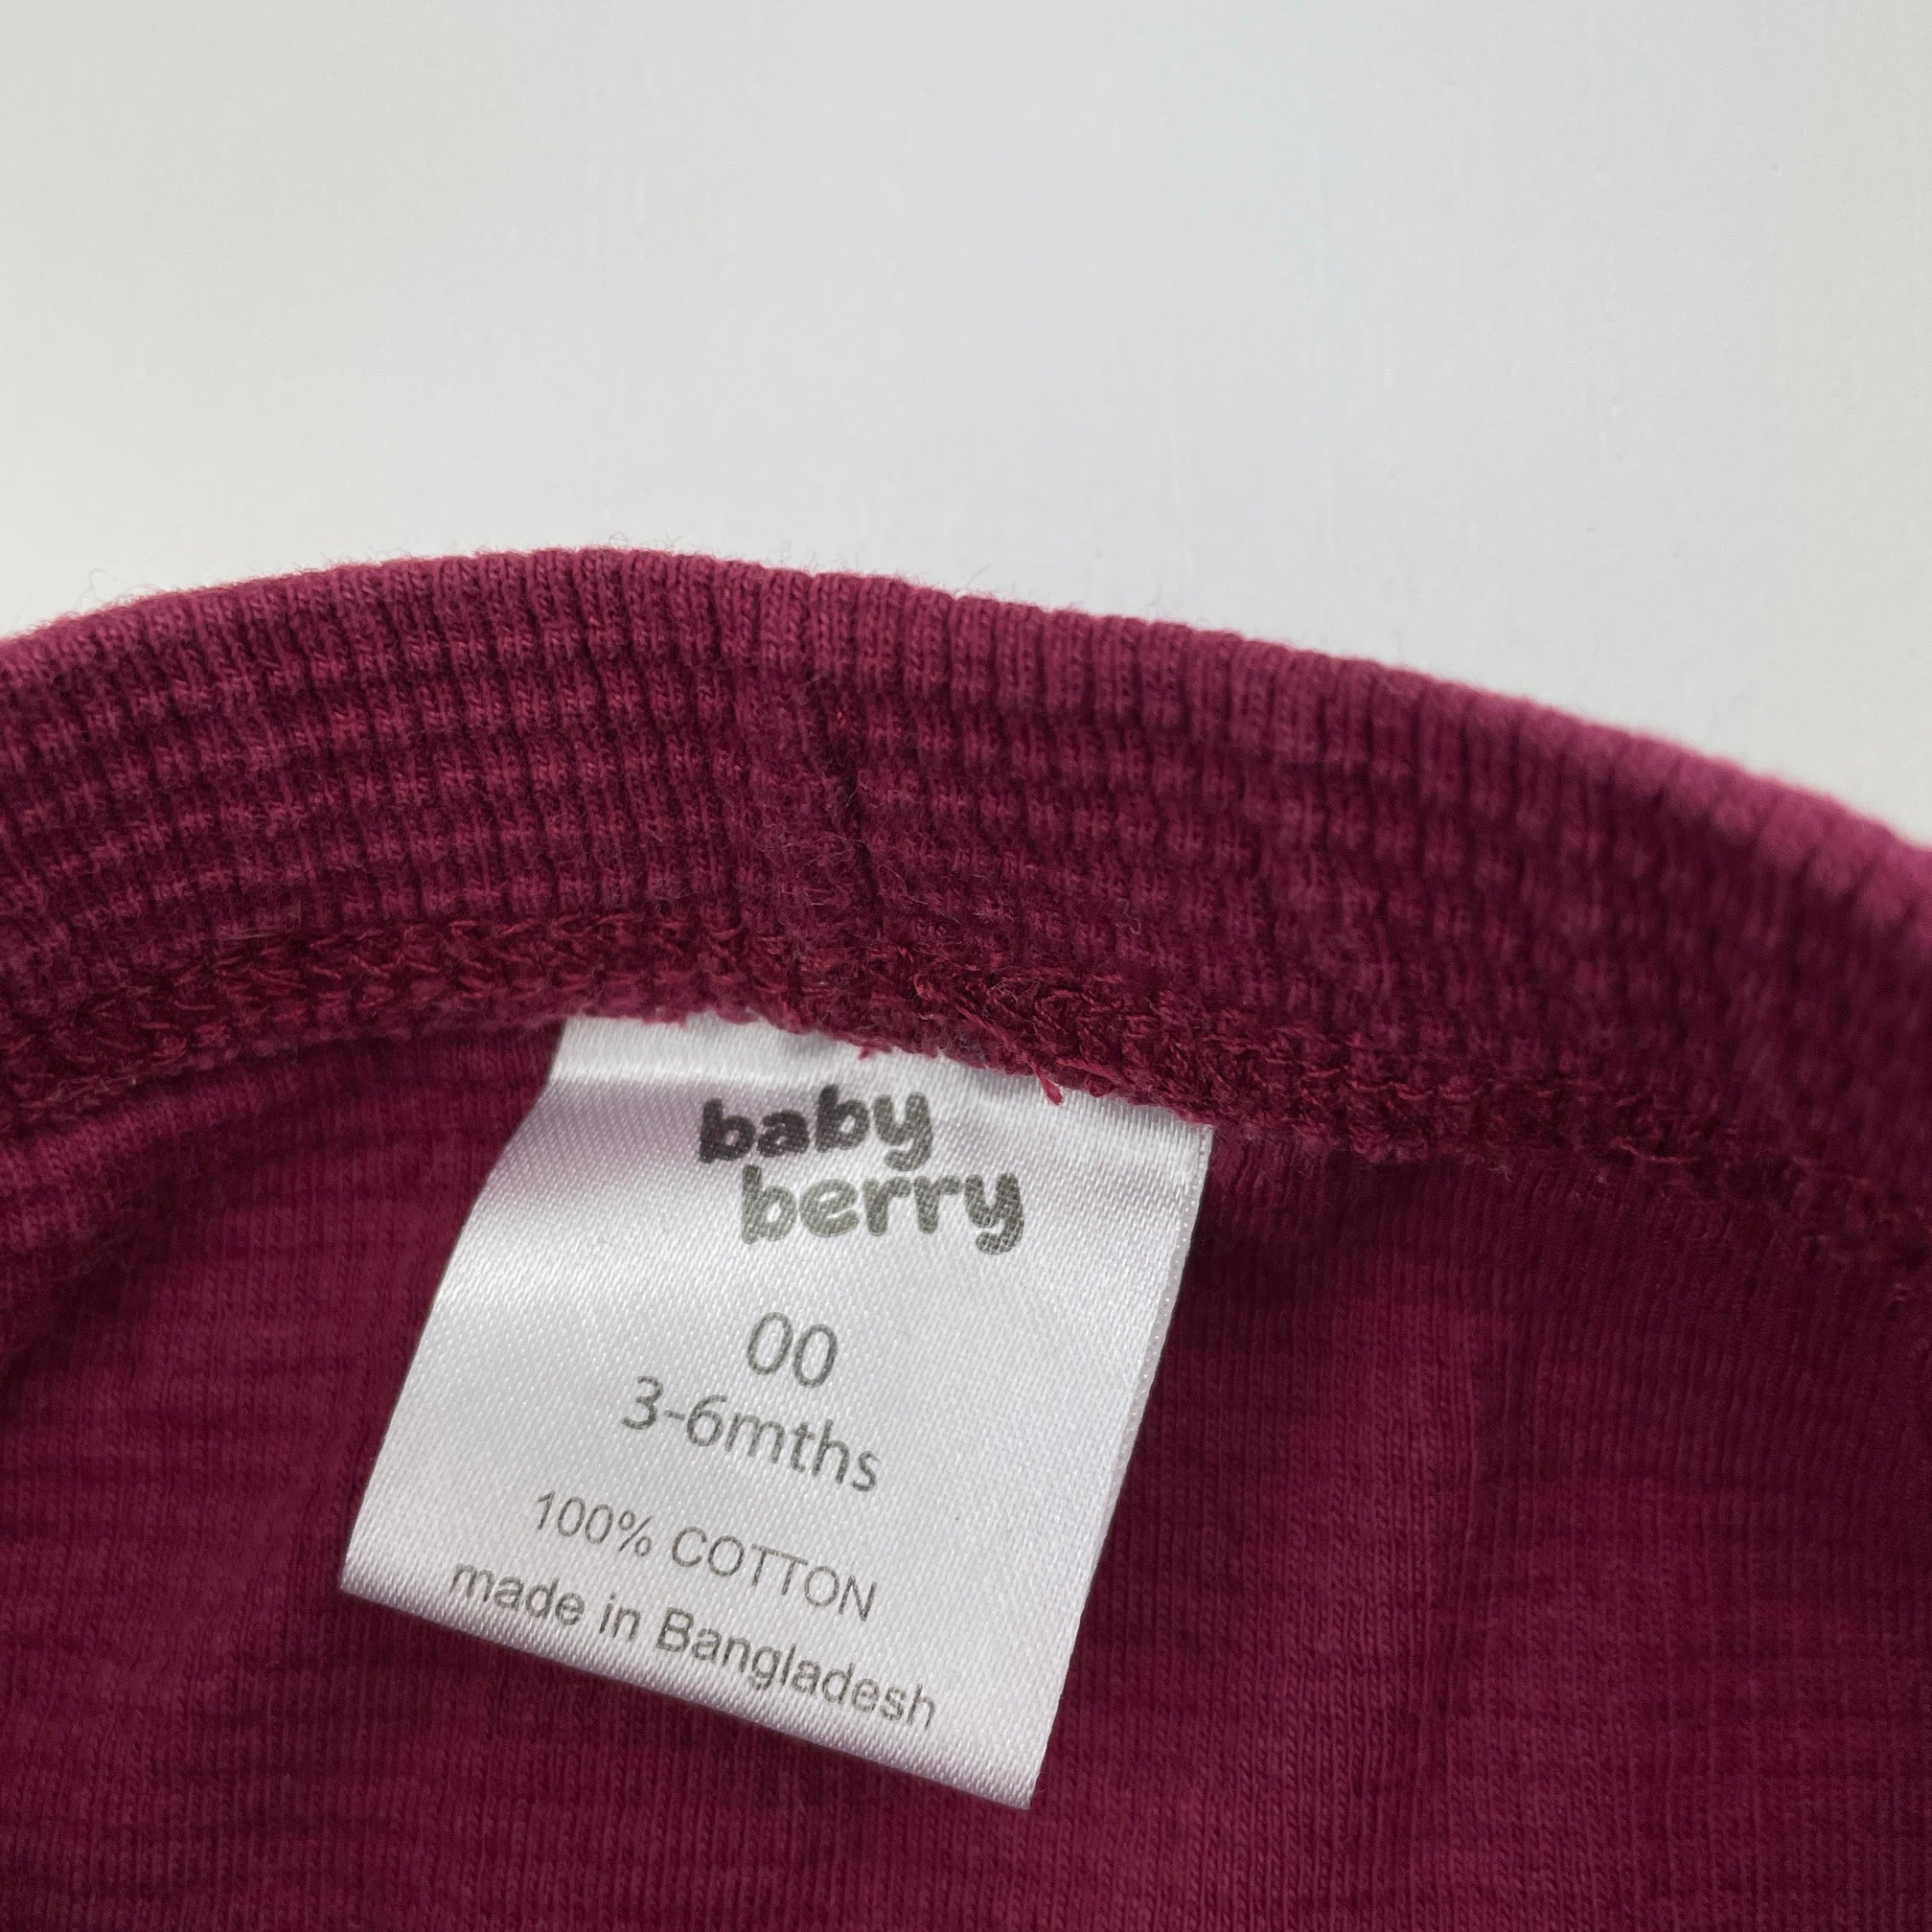 baby
berry
00
3-6mths
100% COTTON
made in Bangladesh